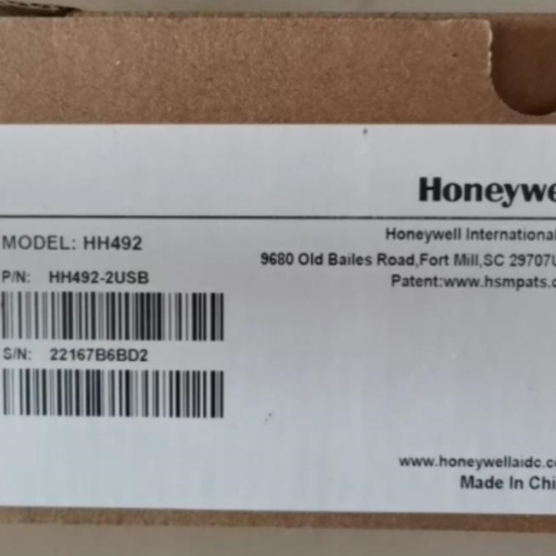 Honeywe
Honeywell International
MODEL: HH492
9680 Old Bailes Road,Fort Mill,SC 29707U
P/N: HH492-2USB
Patent:www.hsmpats.c
S/N: 22167B6BD2
www.honeywellaidc.co
Made In Chi